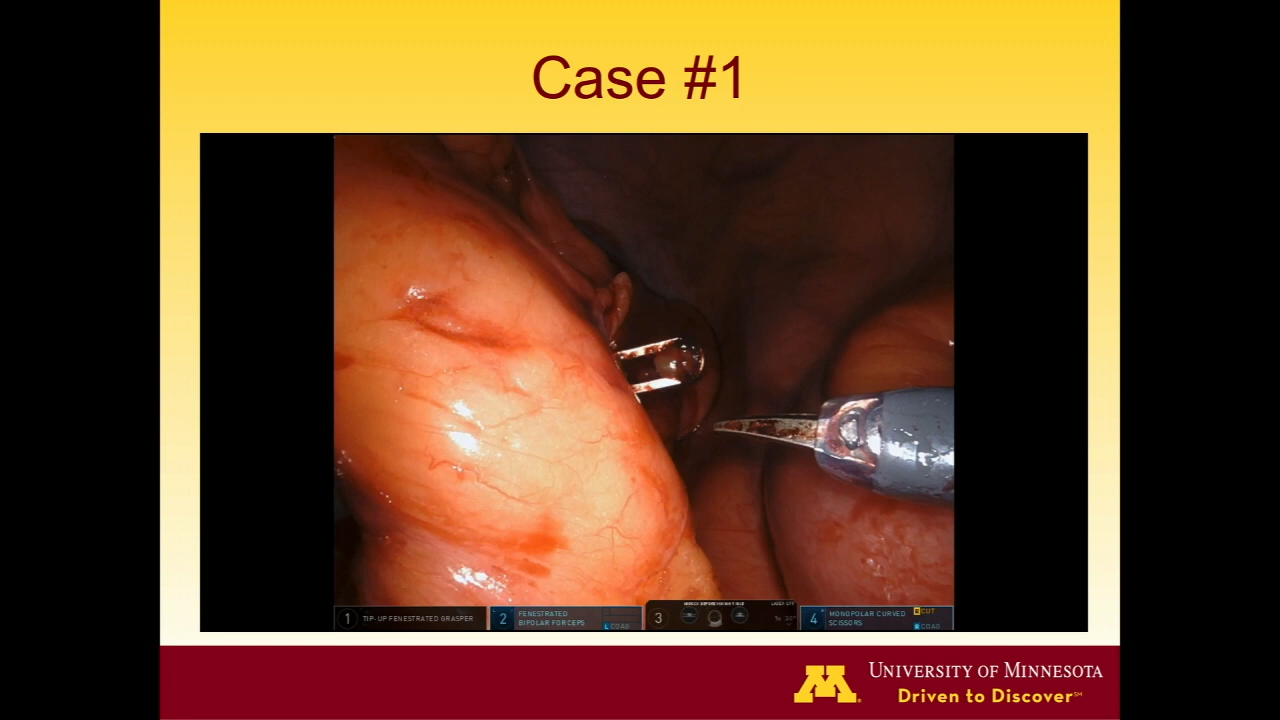 Case #1
1 TIP-UP FENESTRATED GRASPER
2 FENESTRATED
BIPOLAR FORCEPS
COAG
3
30°
4 MONOPOLAR CURVED
SCISSORS
CUT
COAG
UNIVERSITY OF MINNESOTA
Driven to Discover℠